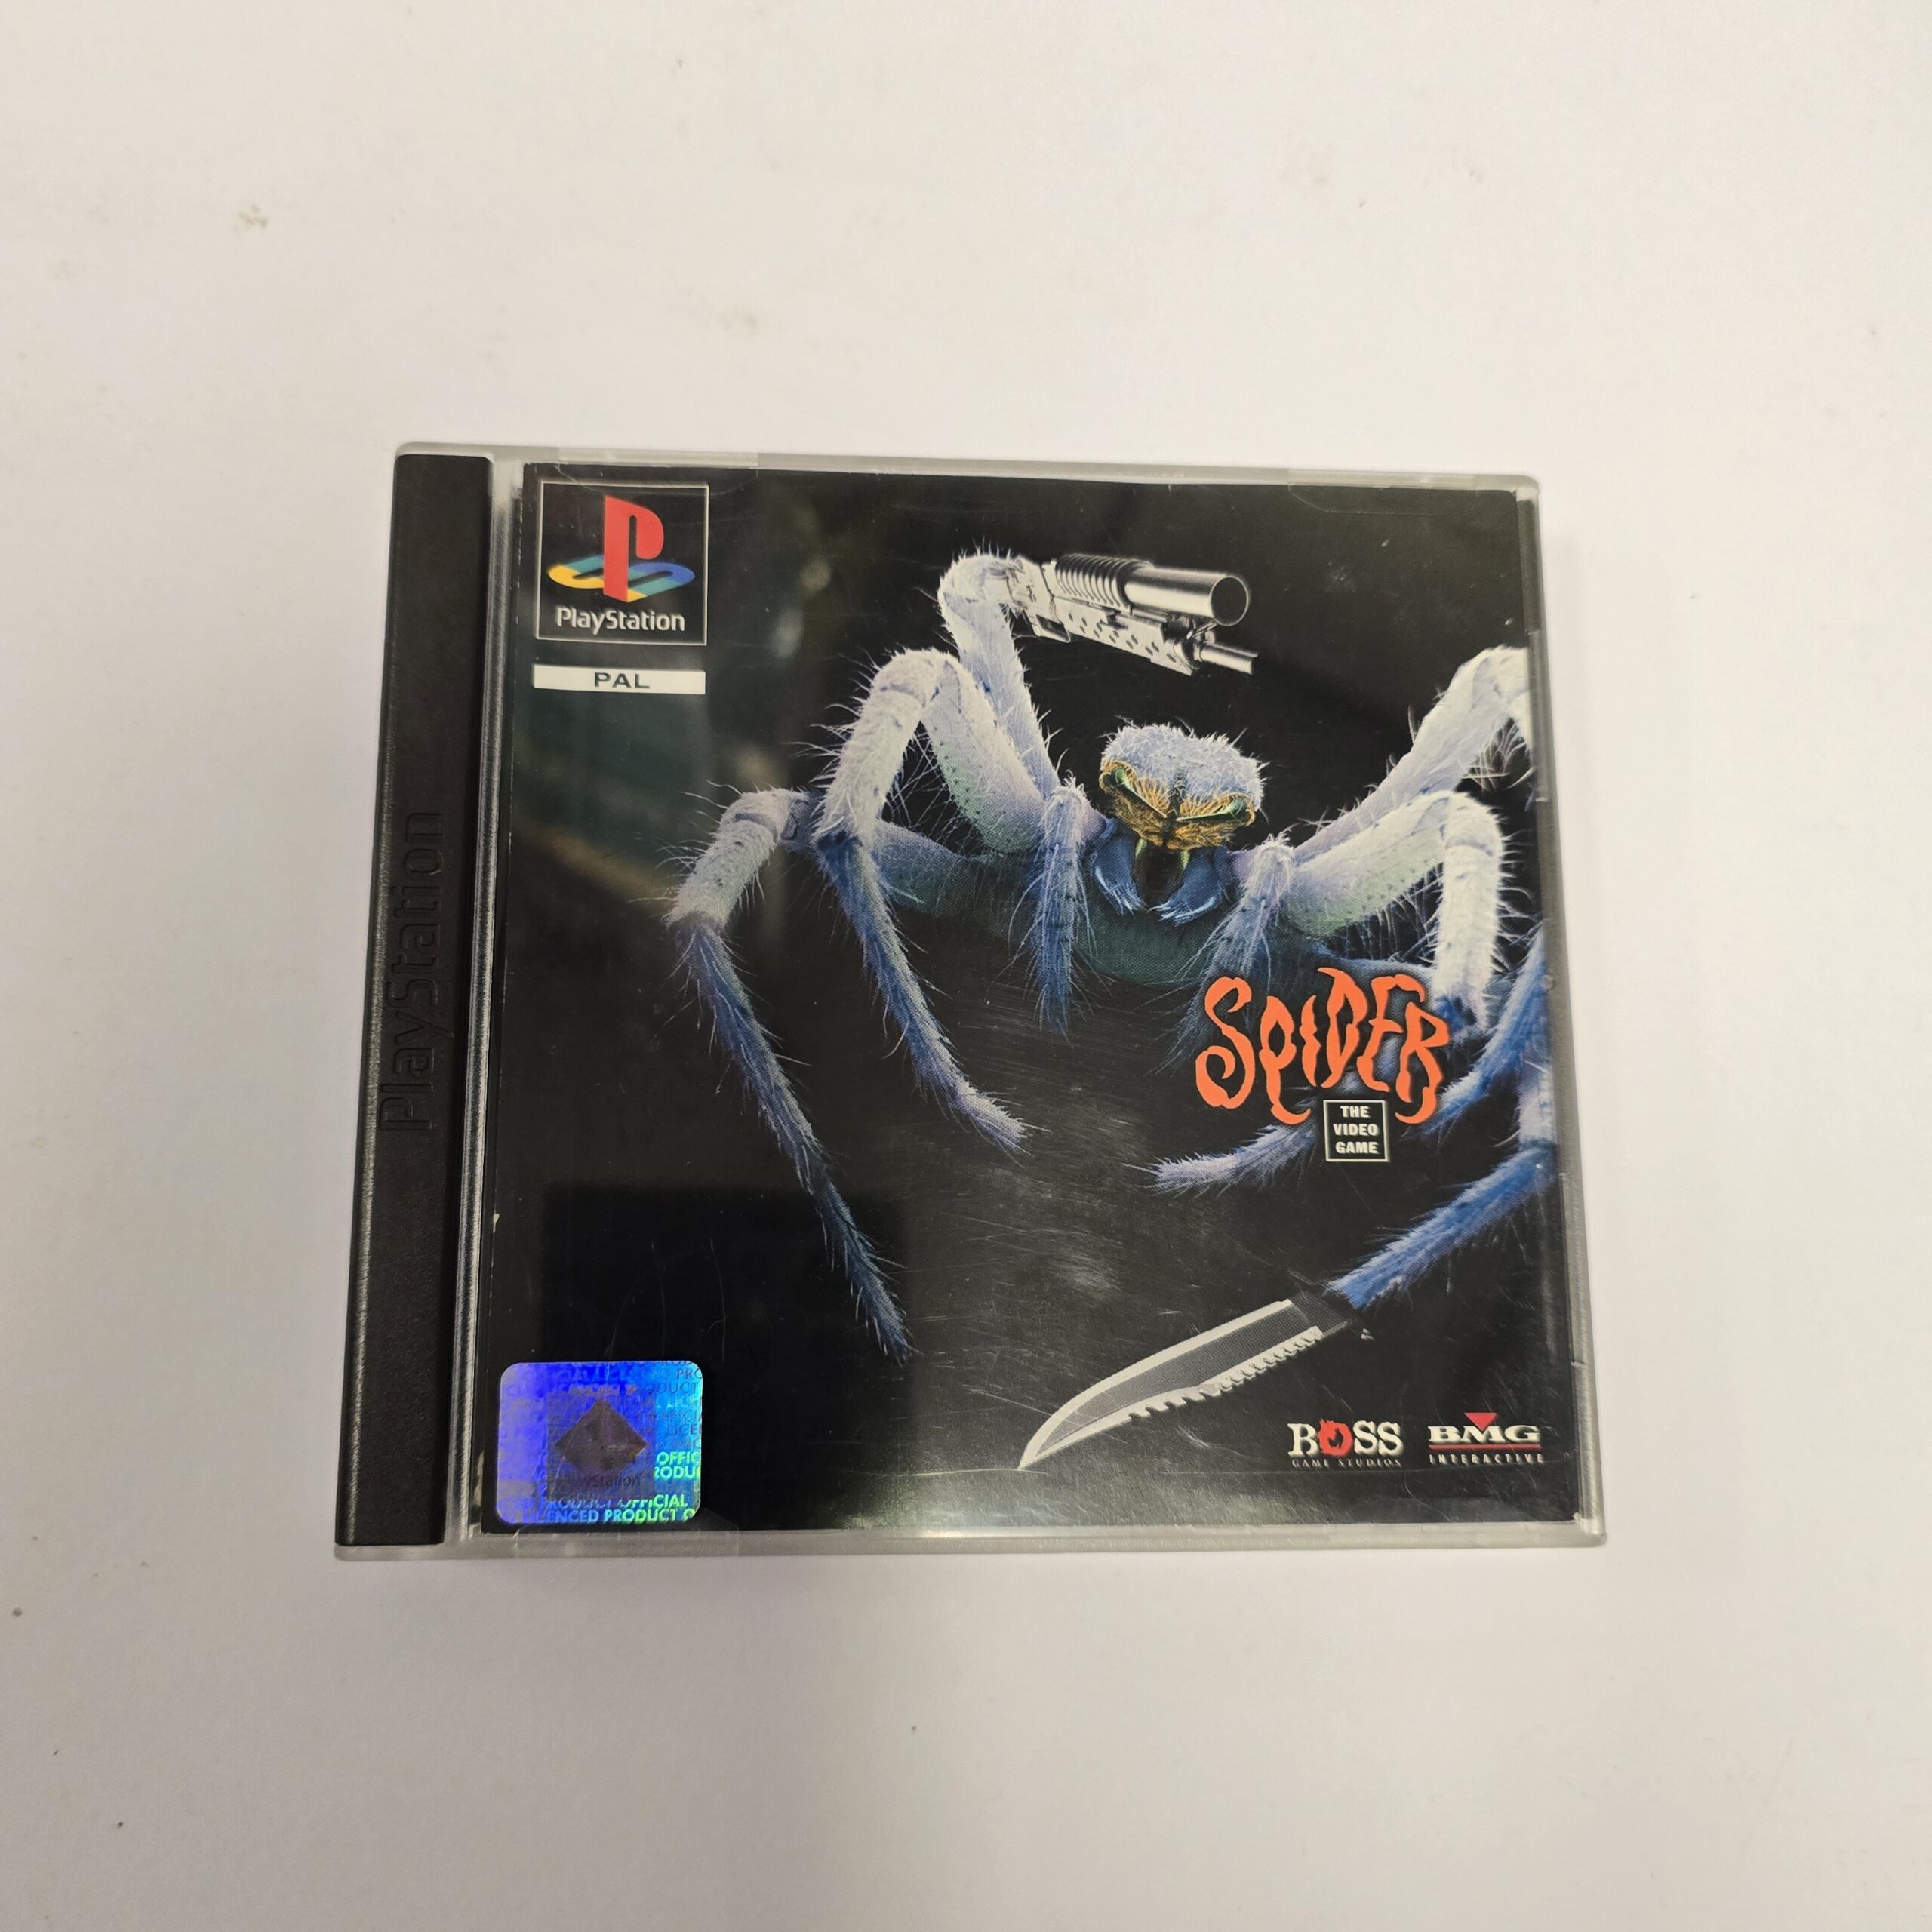 PlayStation
PAL
PlayStation
SPIDER
THE
VIDEO
GAME
BOSS
GAME STUDIOS
BMG
INTERACTIVE
PlayStation
OFFICIAL
LICENCED PRODUCT